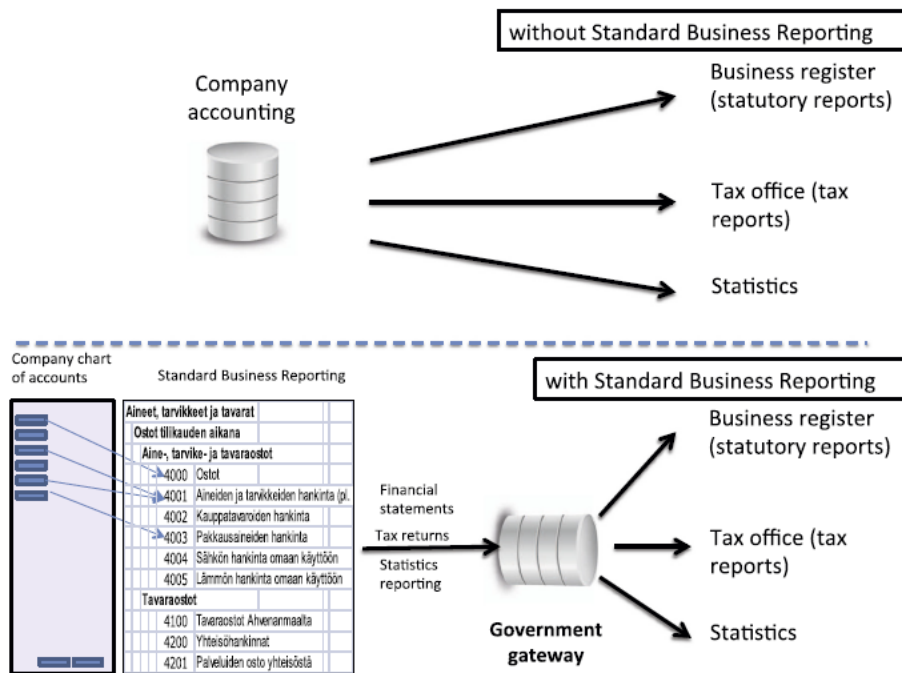 without Standard Business Reporting
Company
accounting
Business register
(statutory reports)
Tax office (tax
reports)
Statistics
Company chart
of accounts
Standard Business Reporting
with Standard Business Reporting
Aineet, tarvikkeet ja tavarat
Ostot tilikauden aikana
Aine-, tarvike- ja tavaraostot
4000 Ostot
4001 Aineiden ja tarvikkeiden hankinta (pl.
4002 Kauppatavaroiden hankinta
4003 Pakkausaineiden hankinta
4004 Sähkön hankinta omaan käyttöön
4005 Lämmön hankinta omaan käyttöön
Tavaraostot
4100 Tavaraostot Ahvenanmaalta
4200 Yhteisöhankinnat
4201 Palveluiden osto yhteisöstä
Financial
statements
Tax returns
Statistics
reporting
Government
gateway
Business register
(statutory reports)
Tax office (tax
reports)
Statistics